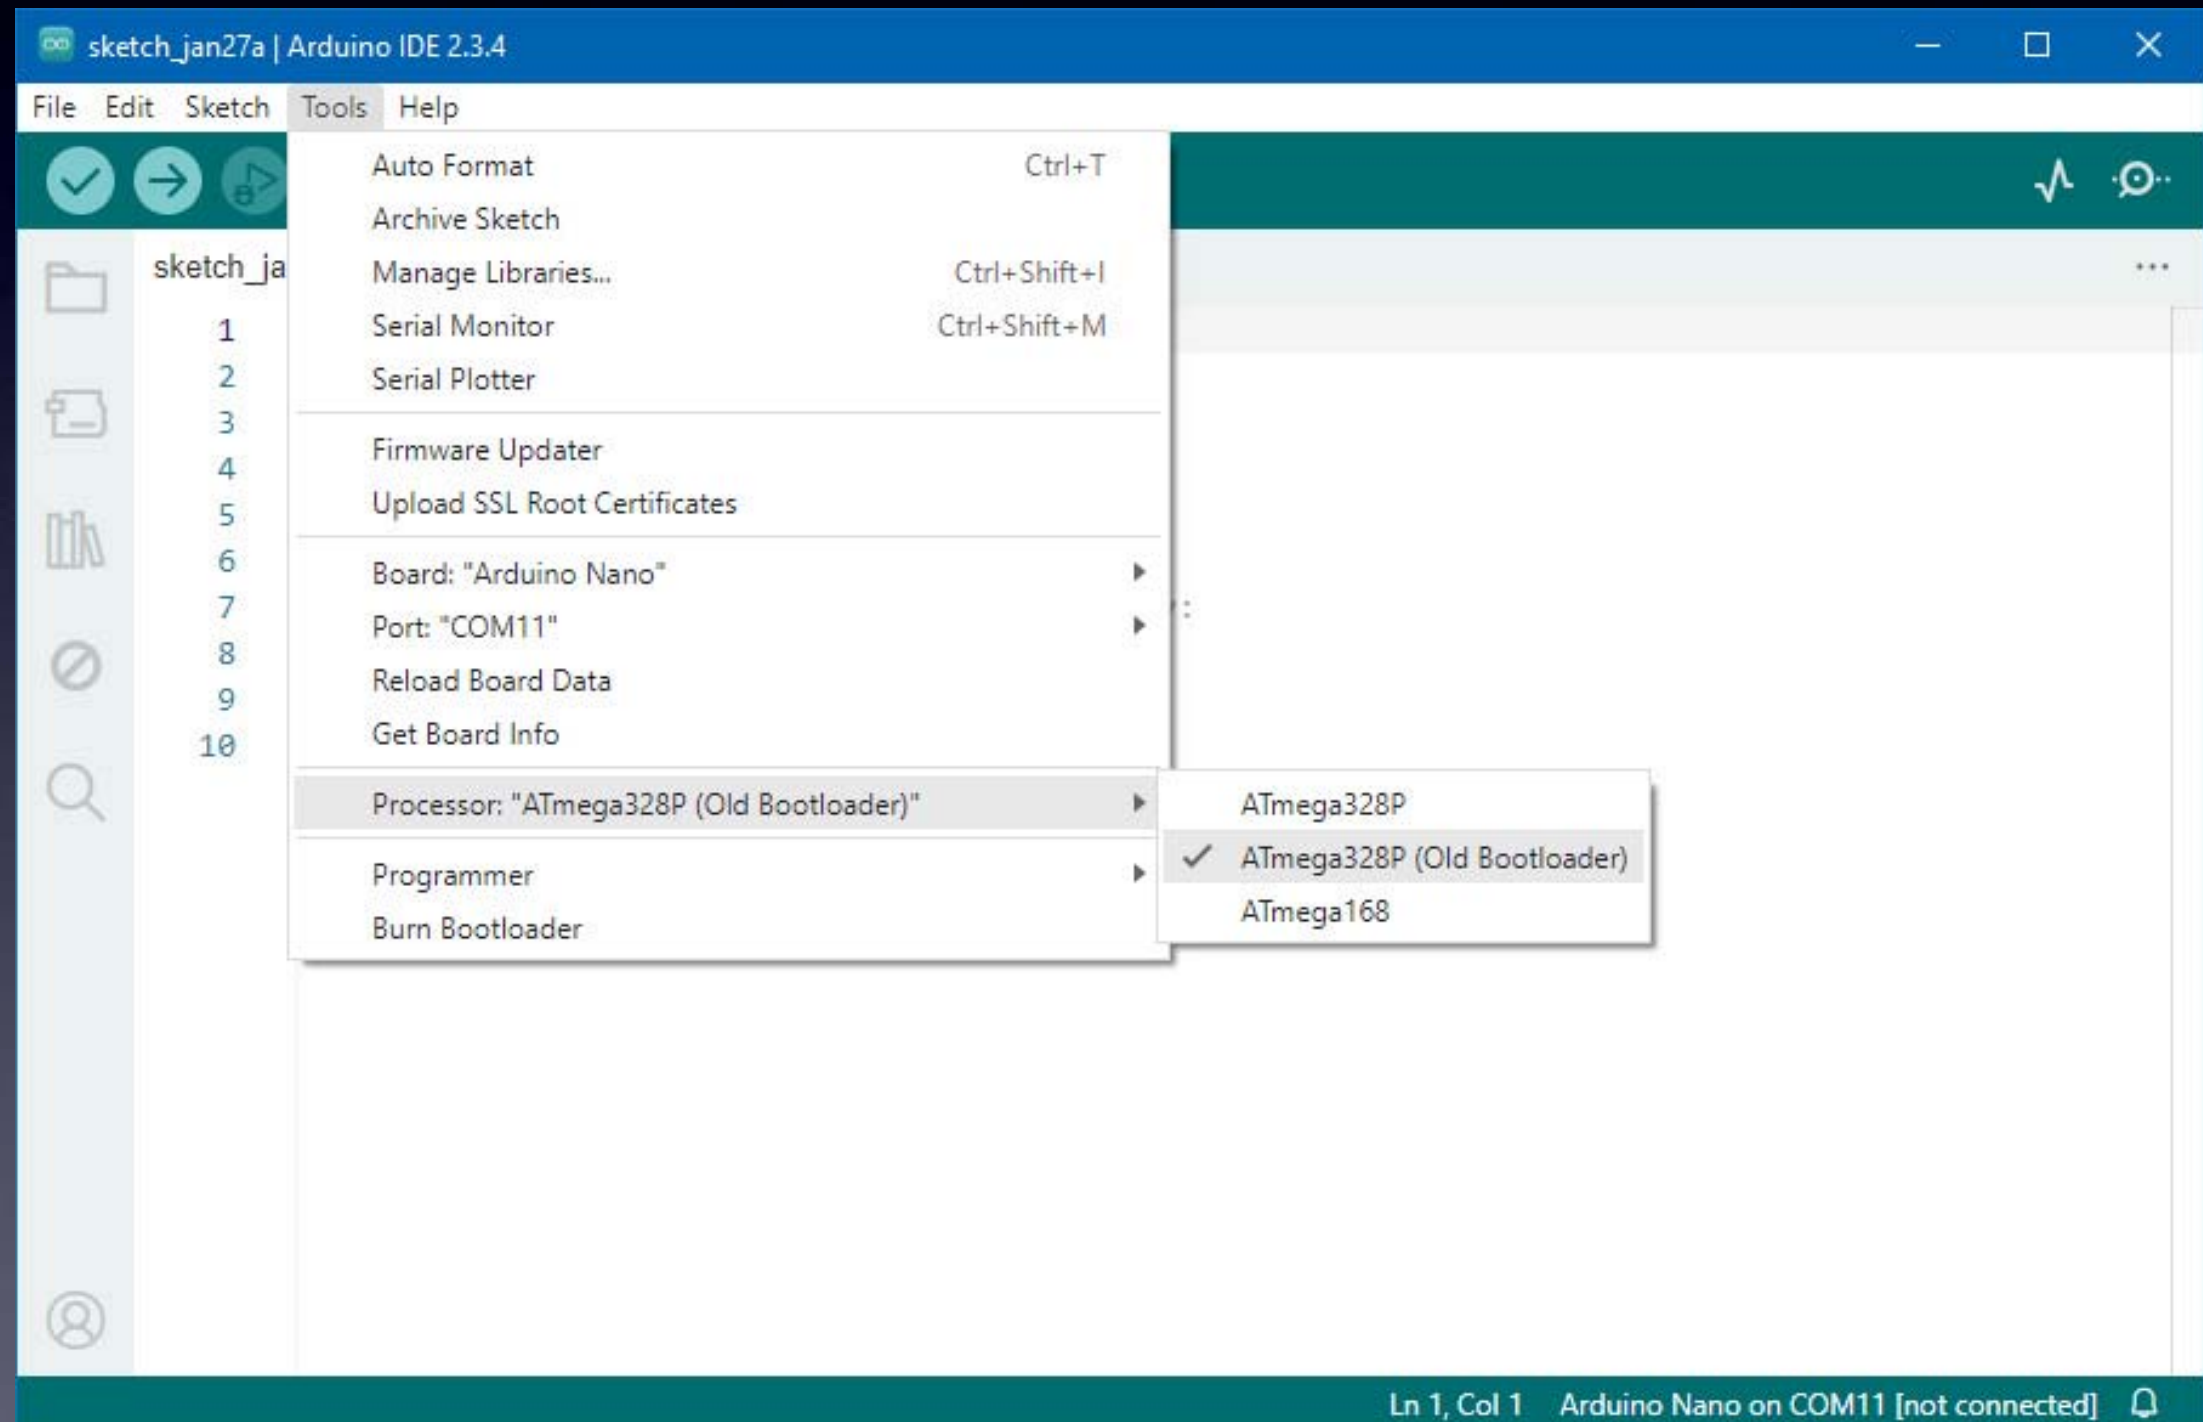 sketch_jan27a | Arduino IDE 2.3.4
File Edit Sketch Tools Help
Auto Format Ctrl+T
Archive Sketch
Manage Libraries... Ctrl+Shift+I
Serial Monitor Ctrl+Shift+M
Serial Plotter
Firmware Updater
Upload SSL Root Certificates
Board: "Arduino Nano"
Port: "COM11"
Reload Board Data
Get Board Info
Processor: "ATmega328P (Old Bootloader)"
Programmer
Burn Bootloader
ATmega328P
ATmega328P (Old Bootloader)
ATmega168
sketch_ja
1
2
3
4
5
6
7
8
9
10
Ln 1, Col 1 Arduino Nano on COM11 [not connected]